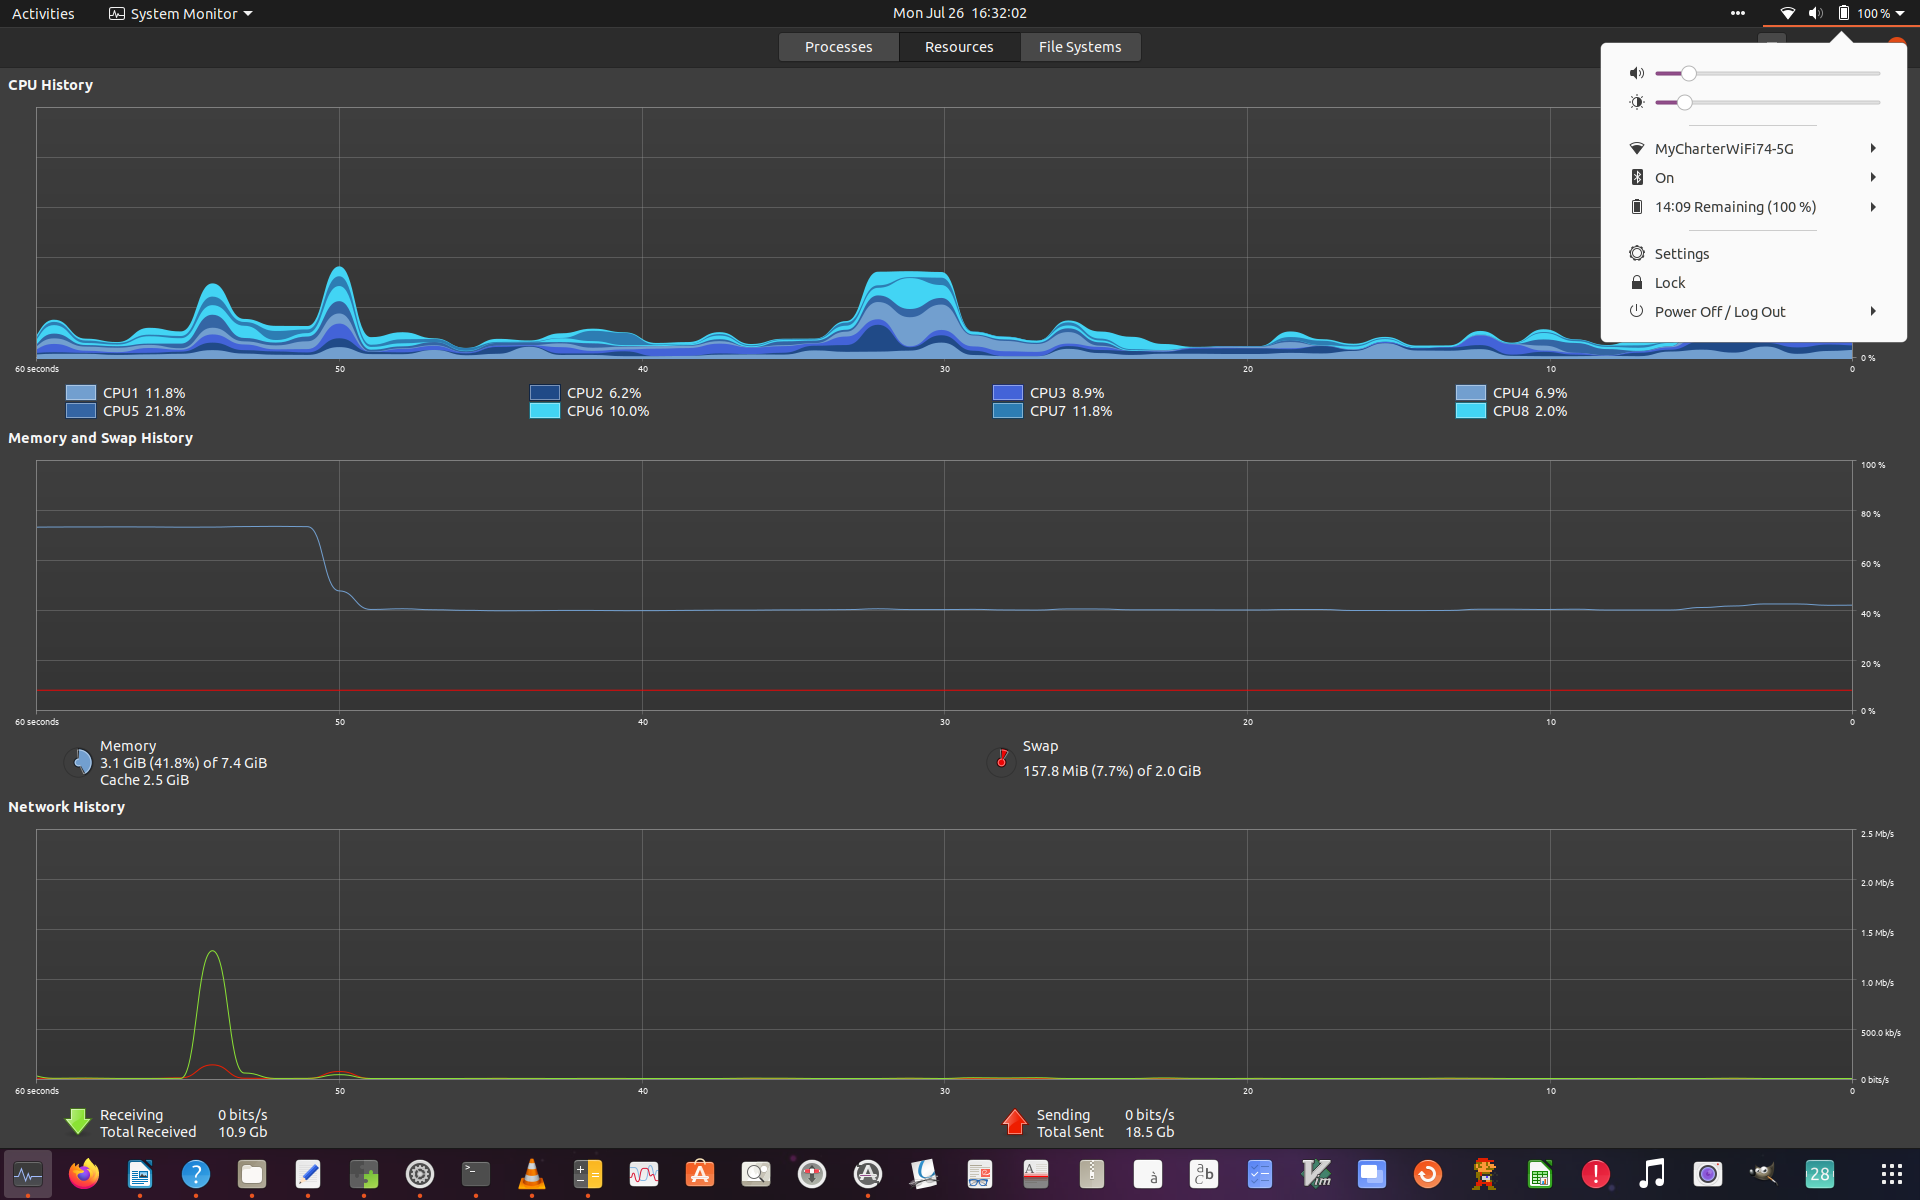 Activities
System Monitor
Mon Jul 26 16:32:02
100 %
Processes
Resources
File Systems
CPU History
60 seconds
50
40
30
20
10
0
0 %
CPU1 11.8%
CPU2 6.2%
CPU3 8.9%
CPU4 6.9%
CPU5 21.8%
CPU6 10.0%
CPU7 11.8%
CPU8 2.0%
MyCharterWiFi74-5G
On
14:09 Remaining (100 %)
Settings
Lock
Power Off / Log Out
Memory and Swap History
100 %
80 %
60 %
40 %
20 %
0 %
60 seconds
50
40
30
20
10
0
Memory
3.1 GiB (41.8%) of 7.4 GiB
Cache 2.5 GiB
Swap
157.8 MiB (7.7%) of 2.0 GiB
Network History
2.5 Mb/s
2.0 Mb/s
1.5 Mb/s
1.0 Mb/s
500.0 kb/s
0 bits/s
60 seconds
50
40
30
20
10
0
Receiving 0 bits/s
Total Received 10.9 Gb
Sending 0 bits/s
Total Sent 18.5 Gb
?
>_
A
à
a b c
Vim
!
28